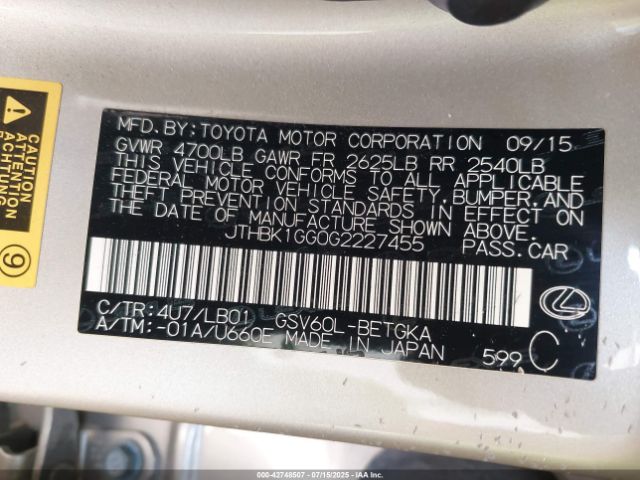 CAUTION
ATTENTION
ACHTUNG
9
MFD.BY:TOYOTA MOTOR CORPORATION 09/15
GVWR 4700LB GAWR FR 2625LB RR 2540LB
THIS VEHICLE CONFORMS TO ALL APPLICABLE
FEDERAL MOTOR VEHICLE SAFETY,BUMPER,AND
THEFT PREVENTION STANDARDS IN EFFECT ON
THE DATE OF MANUFACTURE SHOWN ABOVE.
JTHBK1GG0G2227455 PASS.CAR
C/TR:4U7/LB01 GSV60L-BETGKA
A/TM:-01A/U660E MADE IN JAPAN 599 C
000-42748507 - 07/15/2025 - IAAI, Inc.